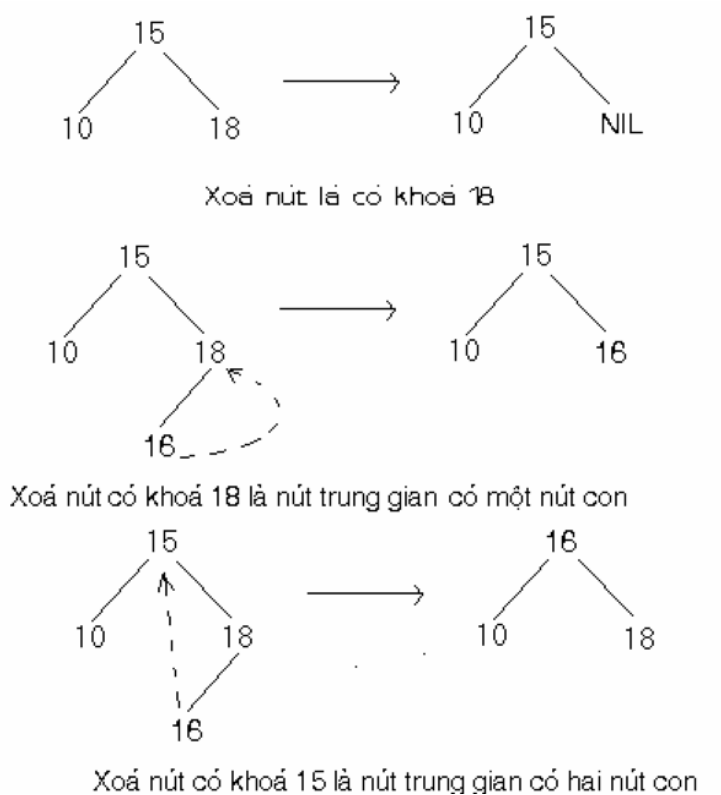 15 15
10 18 10 NIL
Xoá nút lá có khoá 18
15 15
10 18 10 16
16
Xoá nút có khoá 18 là nút trung gian có một nút con
15 16
10 18 10 18
16
Xoá nút có khoá 15 là nút trung gian có hai nút con